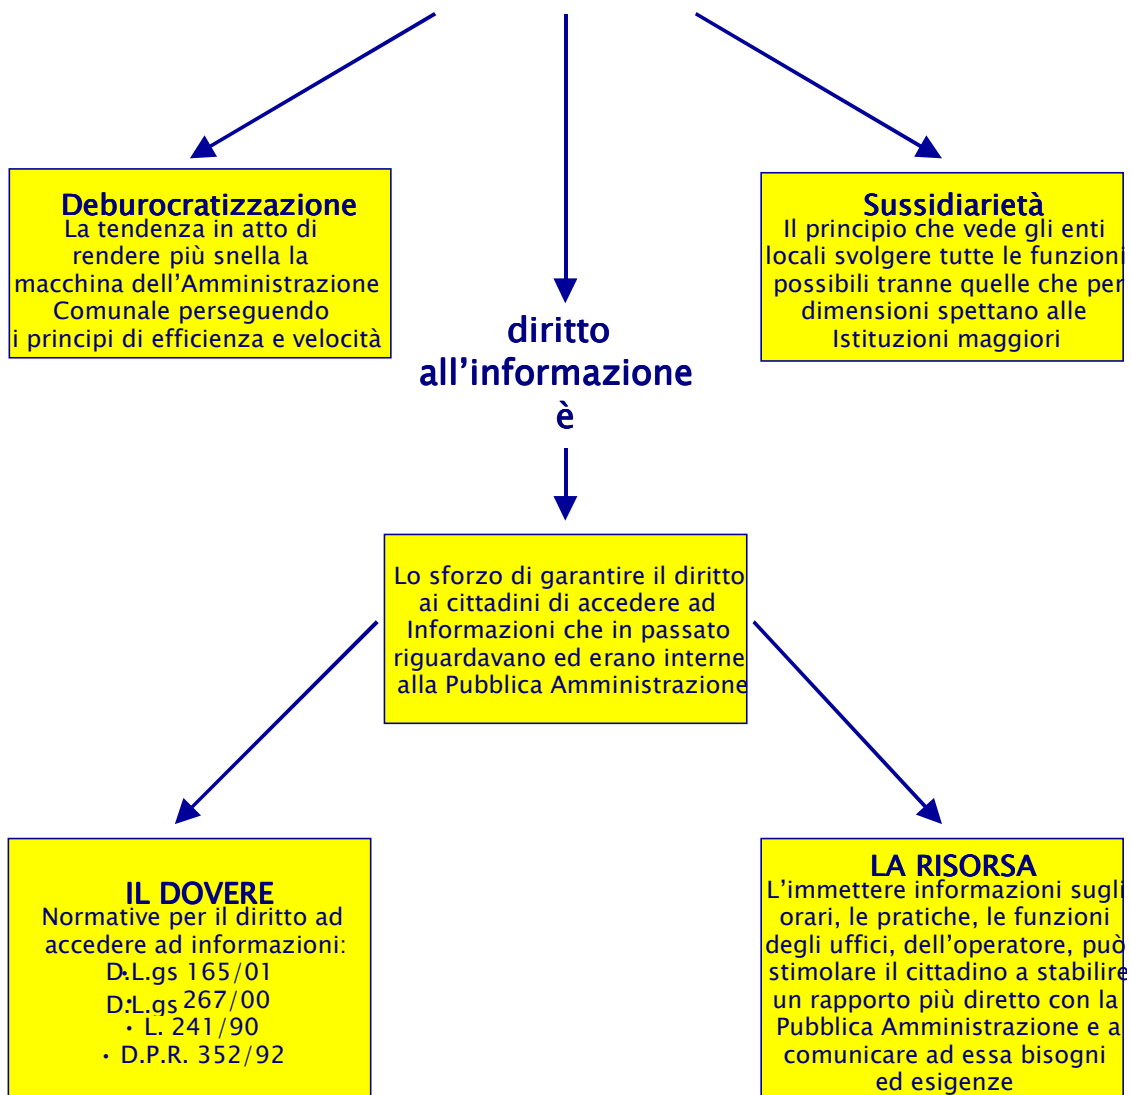 Deburocratizzazione
La tendenza in atto di
rendere più snella la
macchina dell’Amministrazione
Comunale perseguendo
i principi di efficienza e velocità
Sussidiarietà
Il principio che vede gli enti
locali svolgere tutte le funzioni
possibili tranne quelle che per
dimensioni spettano alle
Istituzioni maggiori
diritto
all’informazione
è
Lo sforzo di garantire il diritto
ai cittadini di accedere ad
Informazioni che in passato
riguardavano ed erano interne
alla Pubblica Amministrazione
IL DOVERE
Normative per il diritto ad
accedere ad informazioni:
• D.L.gs 165/01
• D.L.gs 267/00
• L. 241/90
• D.P.R. 352/92
LA RISORSA
L’immettere informazioni sugli
orari, le pratiche, le funzioni
degli uffici, dell’operatore, può
stimolare il cittadino a stabilire
un rapporto più diretto con la
Pubblica Amministrazione e a
comunicare ad essa bisogni
ed esigenze